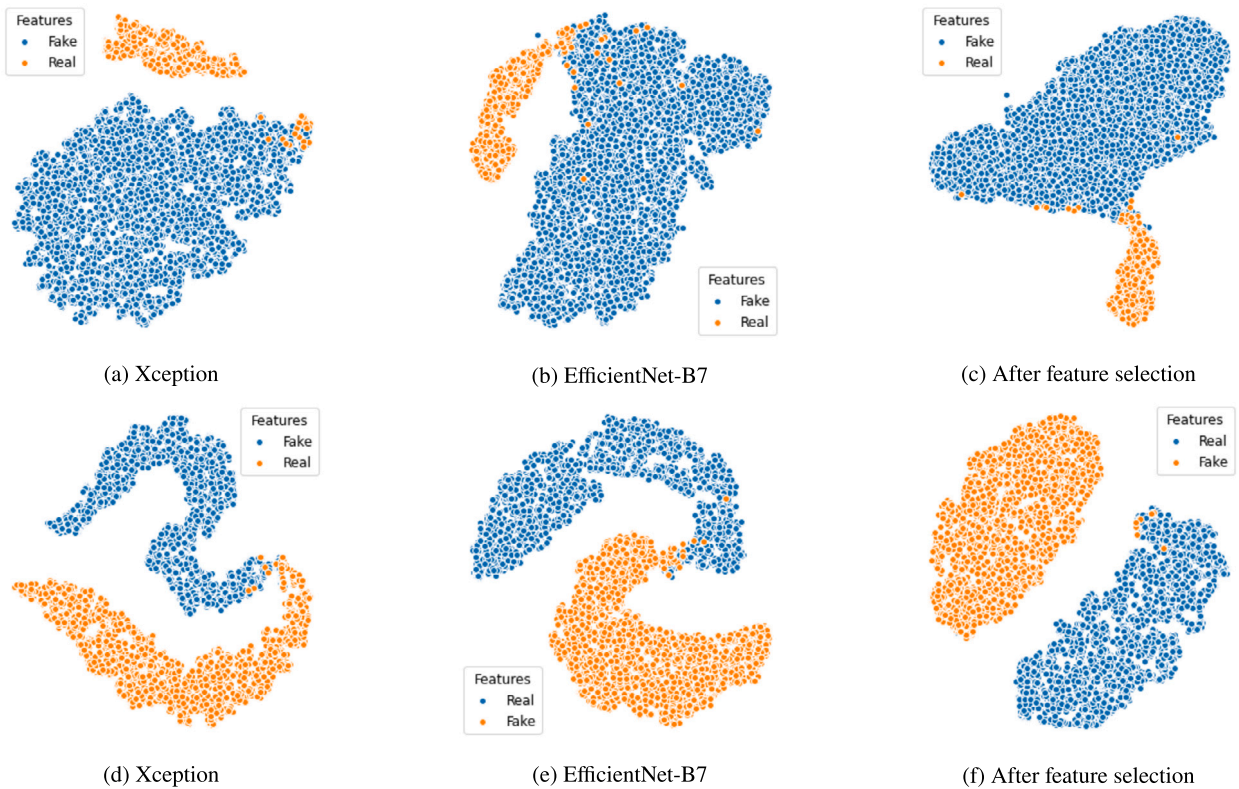 Features
Fake
Real
(a) Xception
Features
Fake
Real
(b) EfficientNet-B7
Features
Fake
Real
(c) After feature selection
Features
Fake
Real
(d) Xception
Features
Real
Fake
(e) EfficientNet-B7
Features
Real
Fake
(f) After feature selection